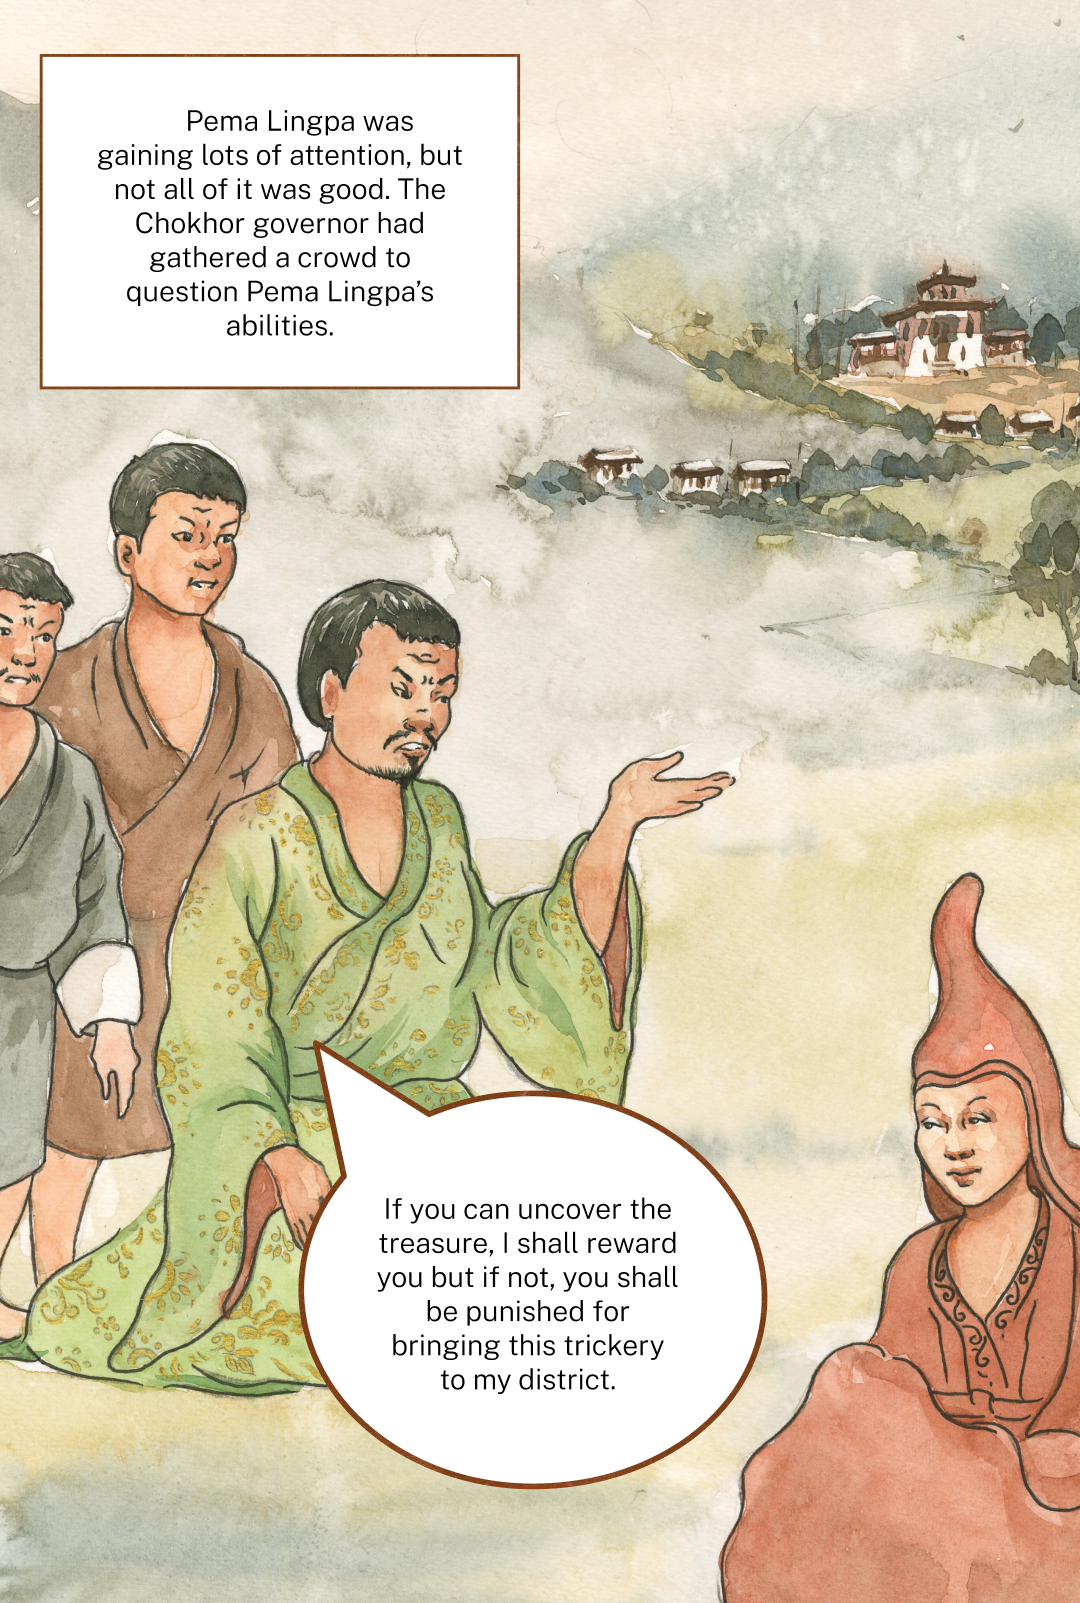 Pema Lingpa was
gaining lots of attention, but
not all of it was good. The
Chokhor governor had
gathered a crowd to
question Pema Lingpa’s
abilities.
If you can uncover the
treasure, I shall reward
you but if not, you shall
be punished for
bringing this trickery
to my district.